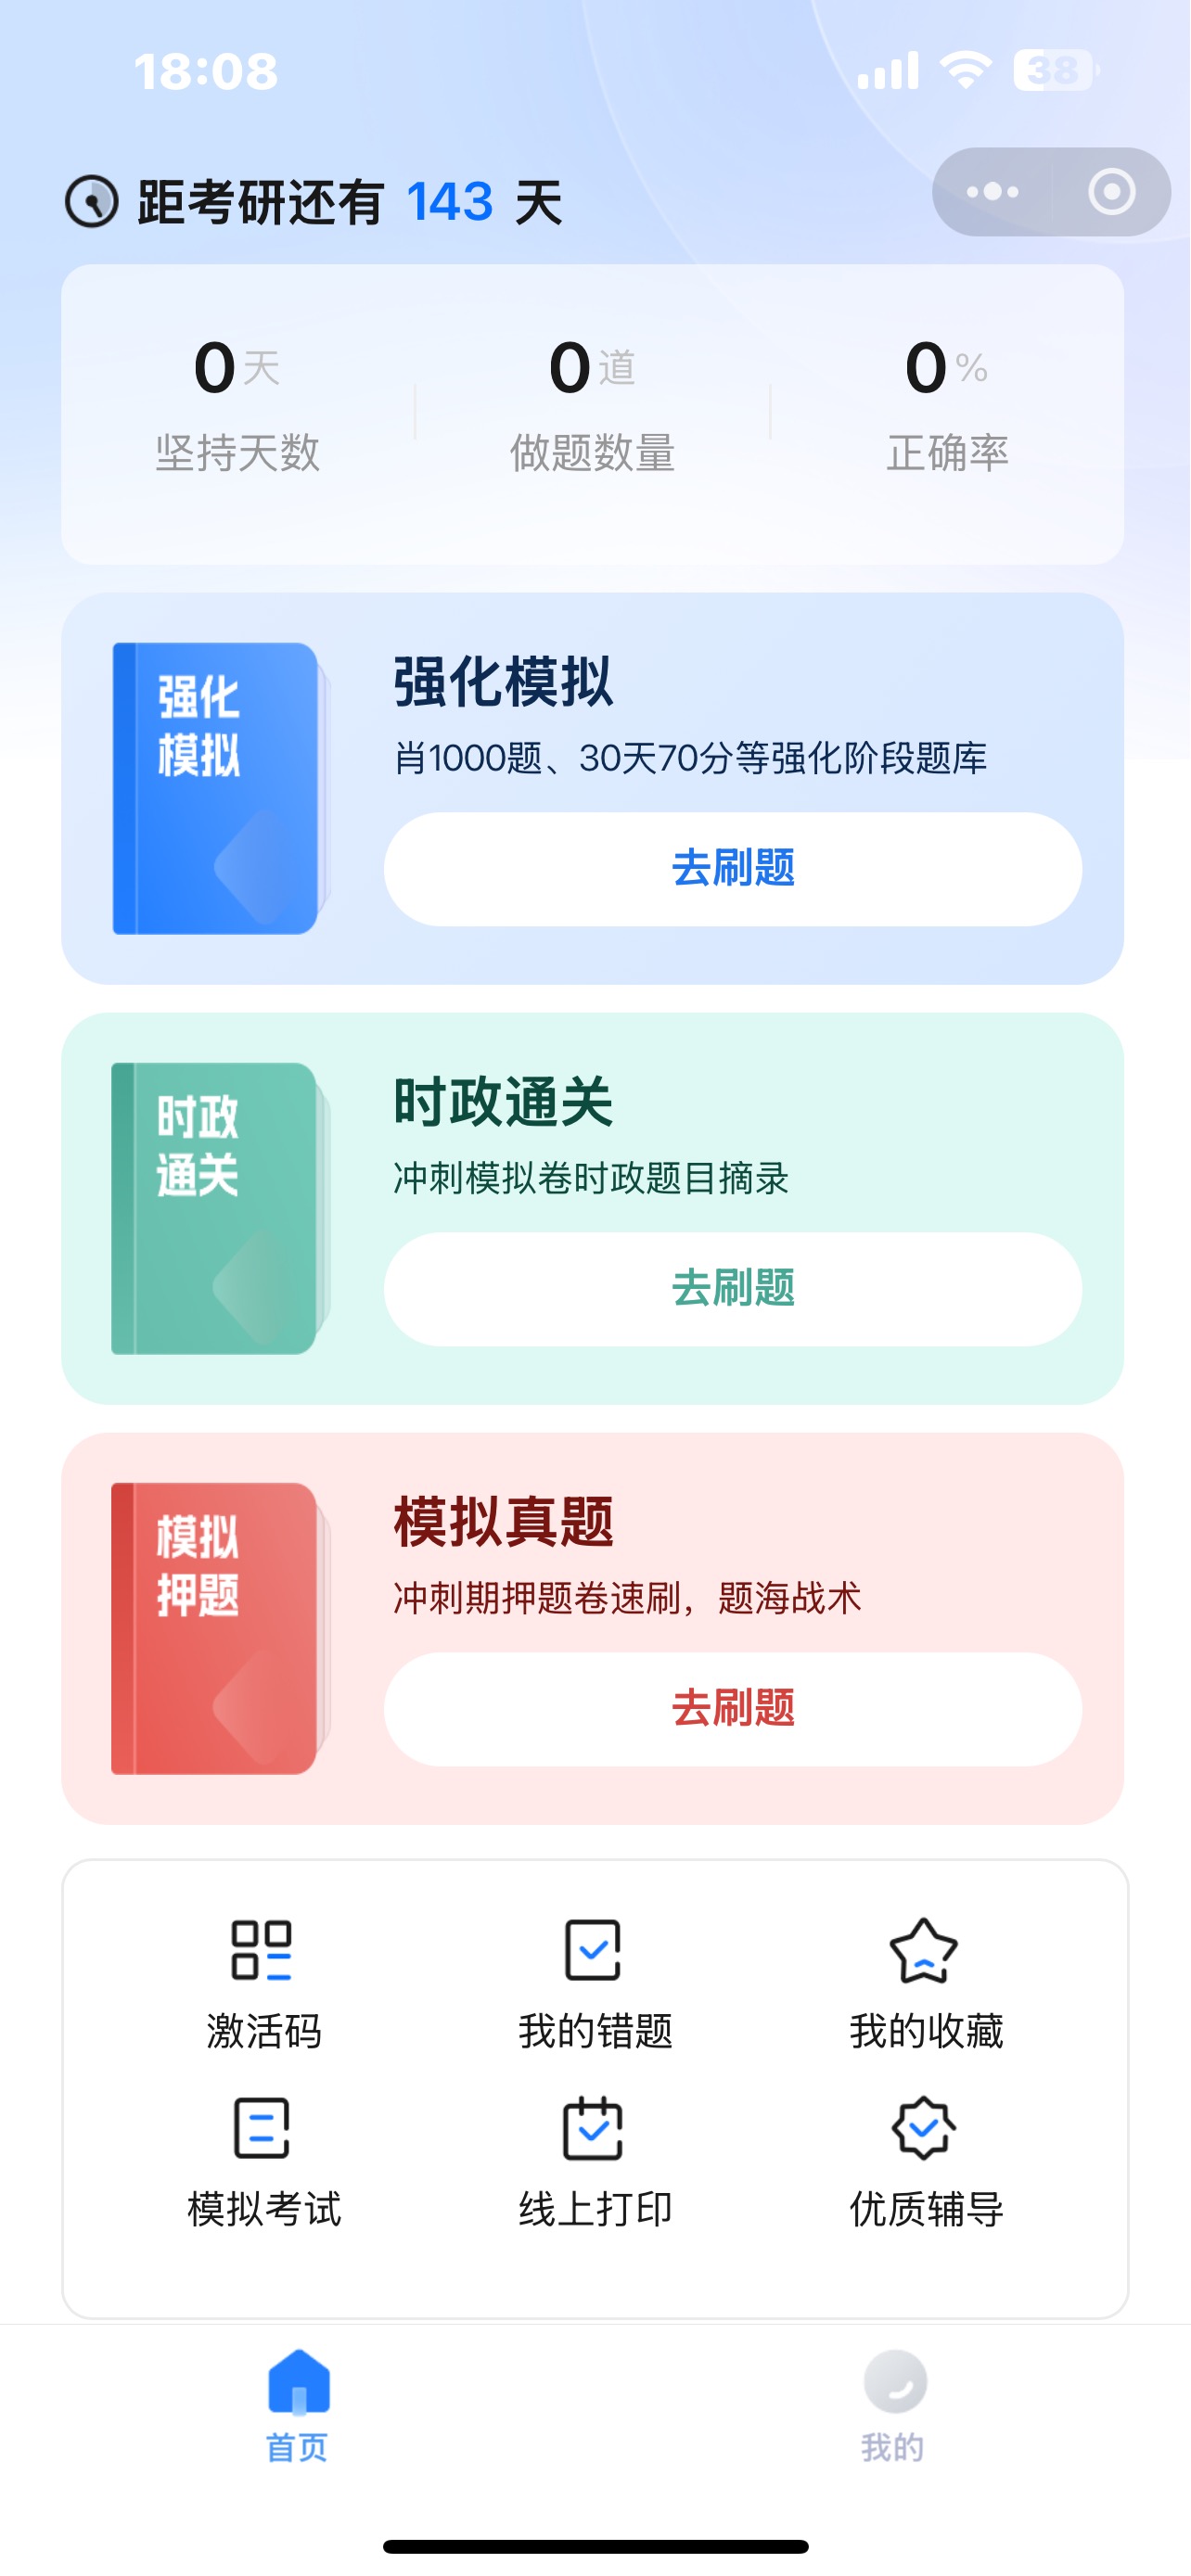 18:08
38
距考研还有 143 天
0天 0道 0%
坚持天数 做题数量 正确率
强化
模拟
强化模拟
肖1000题、30天70分等强化阶段题库
去刷题
时政
通关
时政通关
冲刺模拟卷时政题目摘录
去刷题
模拟
押题
模拟真题
冲刺期押题卷速刷，题海战术
去刷题
激活码 我的错题 我的收藏
模拟考试 线上打印 优质辅导
首页 我的